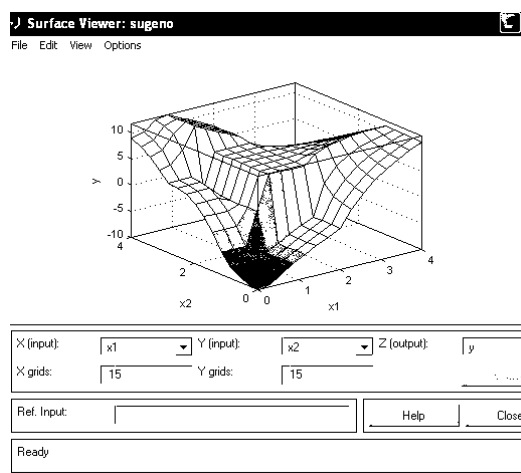 Surface Viewer: sugeno
File Edit View Options
10
5
0
-5
-10
y
4
2
0
x2
0
1
2
3
4
x1
X (input): x1 Y (input): x2 Z (output): y
X grids: 15 Y grids: 15
Ref. Input: Help Close
Ready